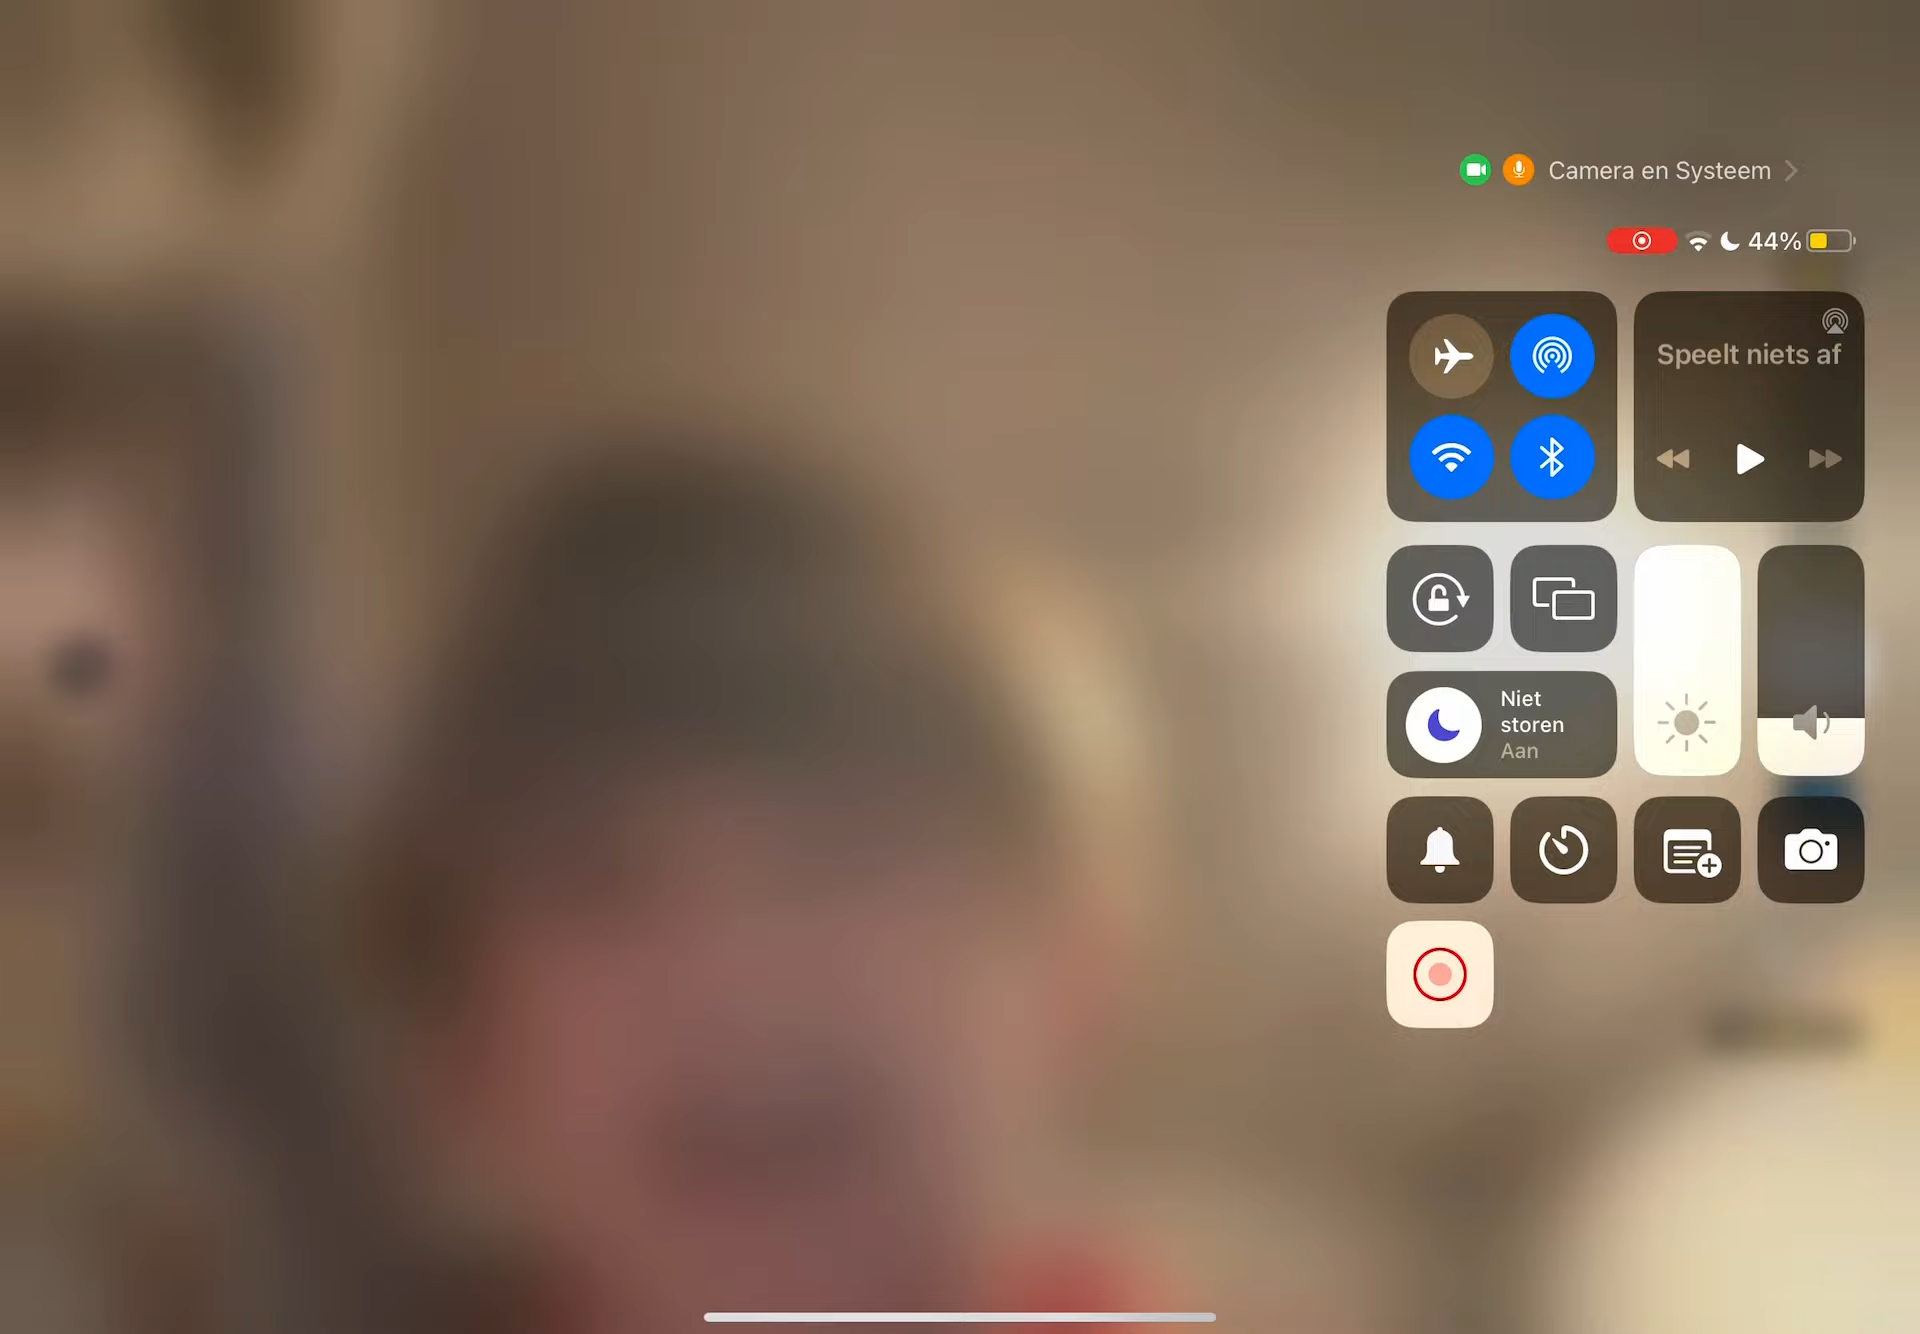 Camera en Systeem
44%
Speelt niets af
Niet
storen
Aan